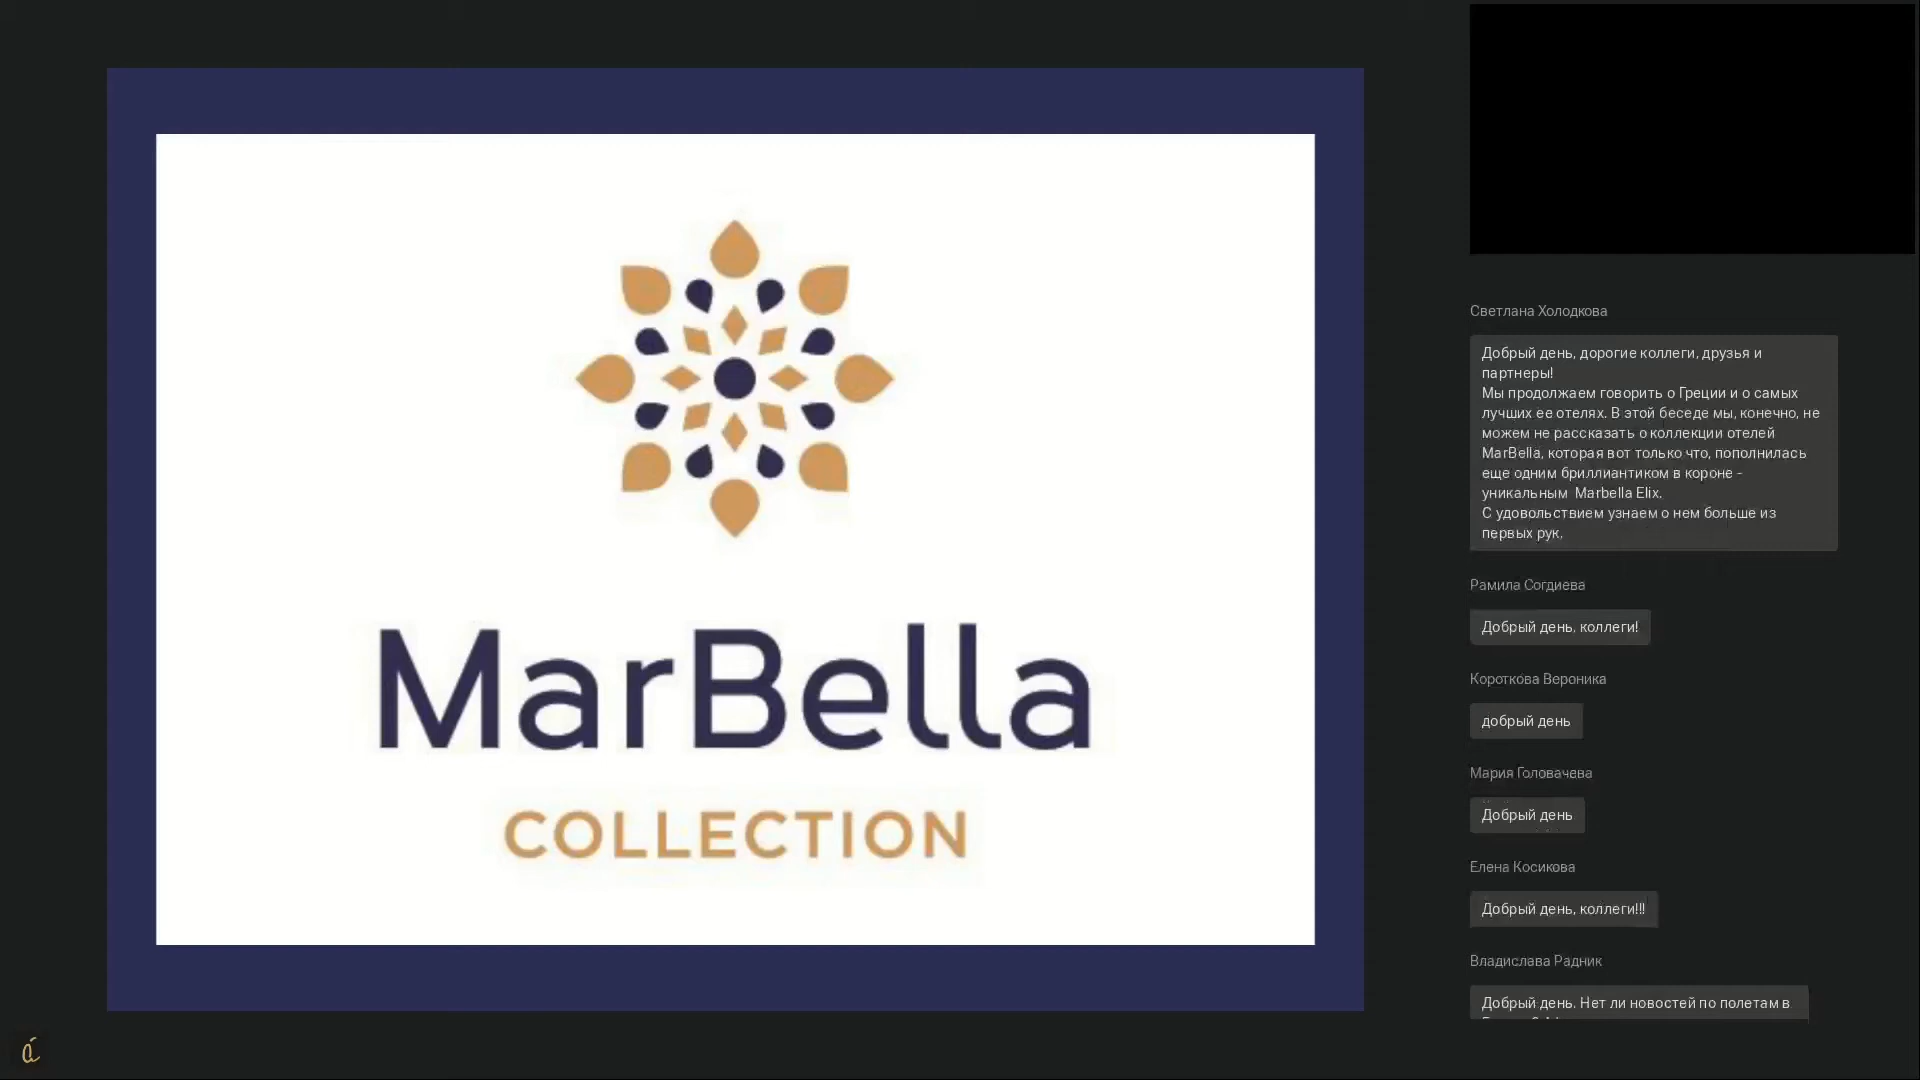 MarBella
COLLECTION
Светлана Холодкова
Добрый день, дорогие коллеги, друзья и
партнеры!
Мы продолжаем говорить о Греции и о самых
лучших ее отелях. В этой беседе мы, конечно, не
можем не рассказать о коллекции отелей
MarBella, которая вот только что, пополнилась
еще одним бриллиантиком в короне -
уникальным Marbella Elix.
С удовольствием узнаем о нем больше из
первых рук.
Рамила Согдиева
Добрый день, коллеги!
Короткова Вероника
добрый день
Мария Головачева
Добрый день
Елена Косикова
Добрый день, коллеги!!!
Владислава Радник
Добрый день. Нет ли новостей по полетам в
á